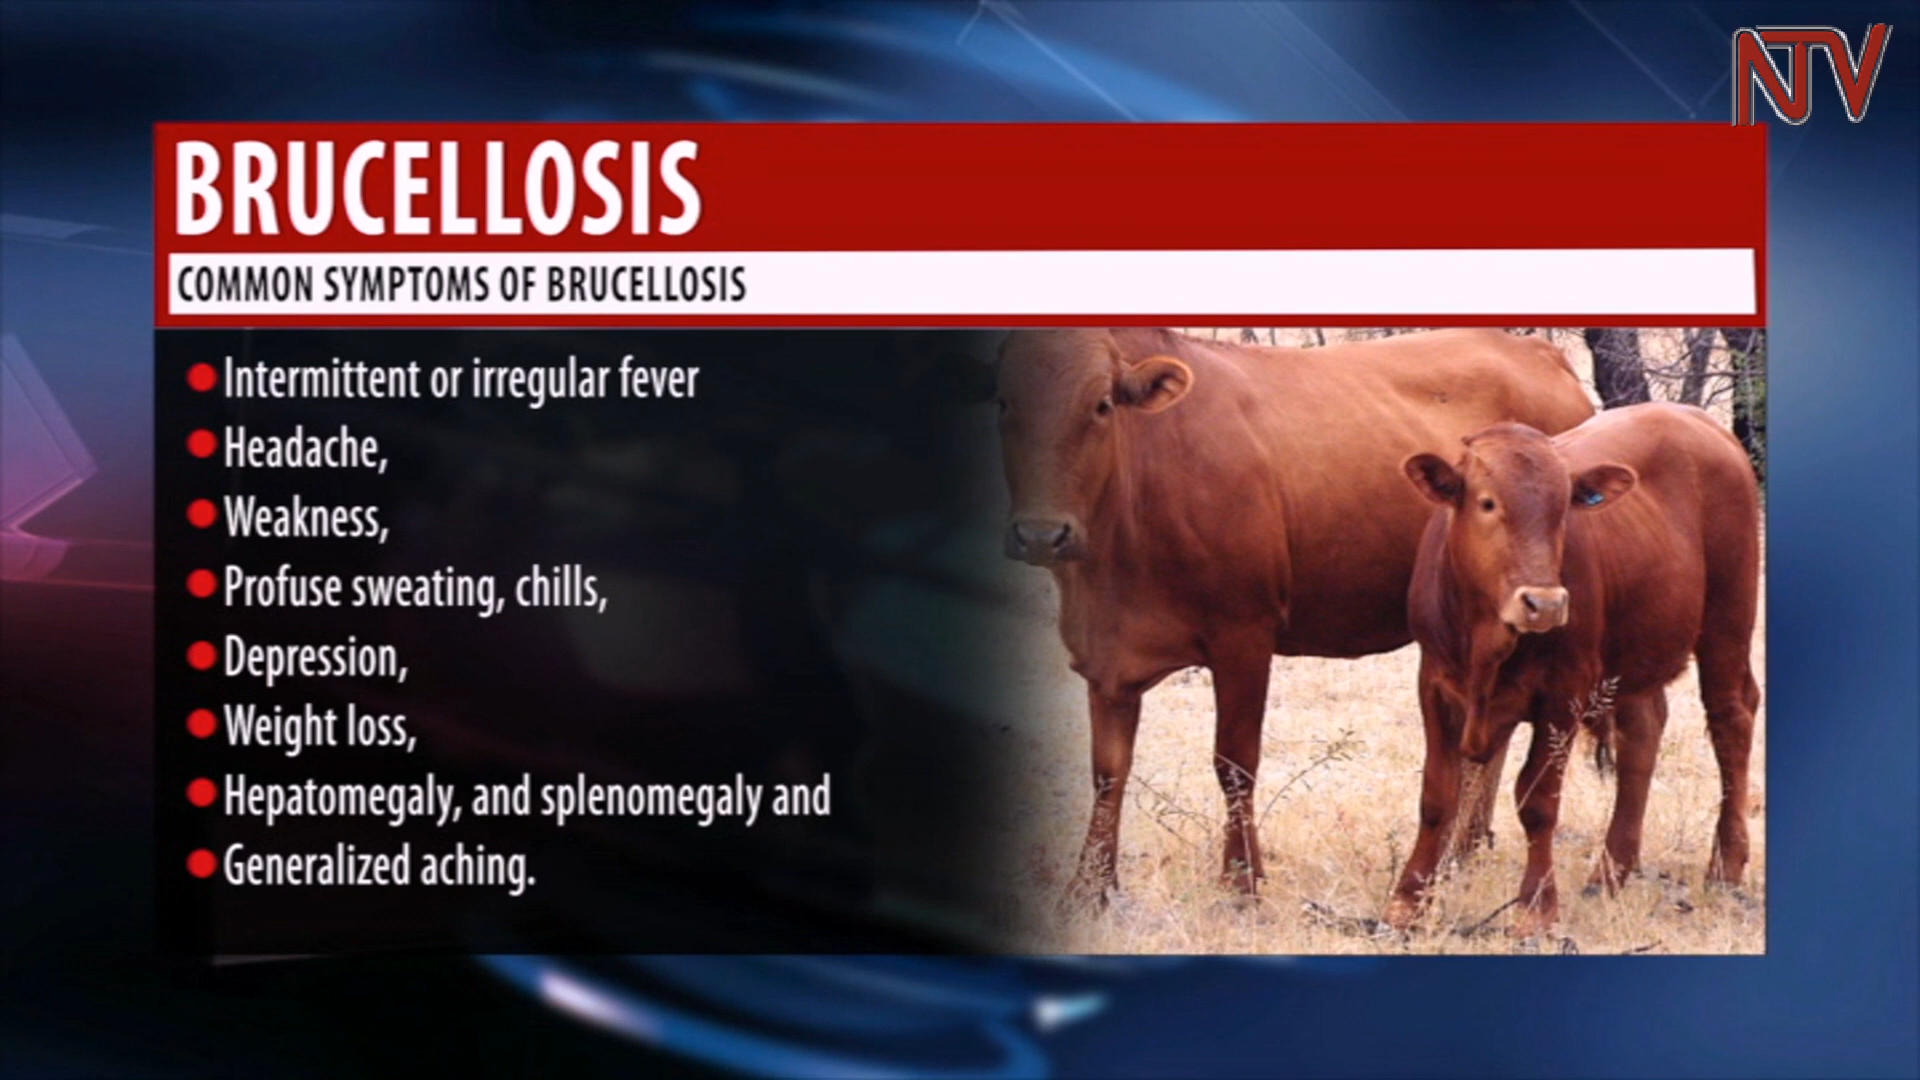 NTV
BRUCELLOSIS
COMMON SYMPTOMS OF BRUCELLOSIS
Intermittent or irregular fever
Headache,
Weakness,
Profuse sweating, chills,
Depression,
Weight loss,
Hepatomegaly, and splenomegaly and
Generalized aching.